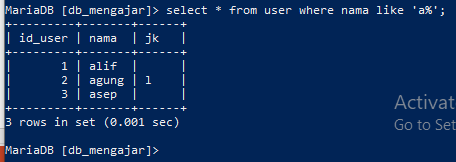 MariaDB [db_mengajar]> select * from user where nama like 'a%';
+---------+-------+------+
| id_user | nama  | jk   |
+---------+-------+------+
|       1 | alif  |      |
|       2 | agung | l    |
|       3 | asep  |      |
+---------+-------+------+
3 rows in set (0.001 sec)
Activat
Go to Set
MariaDB [db_mengajar]>